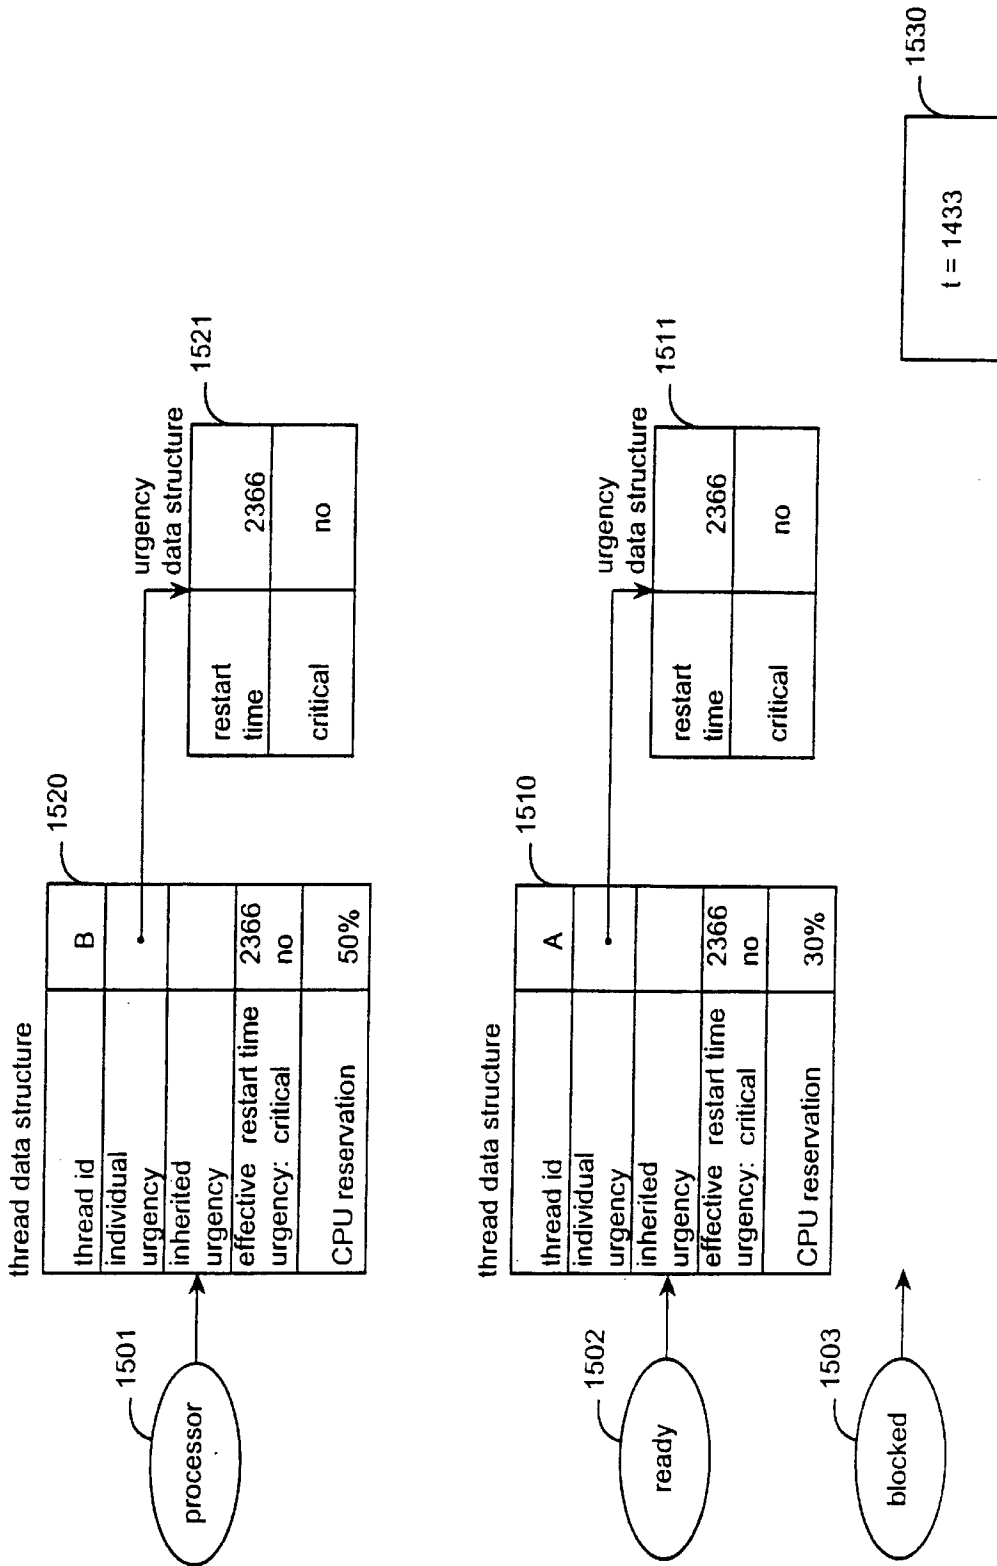 thread data structure
1520
thread id B
individual
urgency
inherited
urgency
effective restart time 2366
urgency: critical no
CPU reservation 50%
1501
processor
urgency
data structure
1521
restart
time 2366
critical no
thread data structure
1510
thread id A
individual
urgency
inherited
urgency
effective restart time 2366
urgency: critical no
CPU reservation 30%
1502
ready
urgency
data structure
1511
restart
time 2366
critical no
1503
blocked
1530
t = 1433